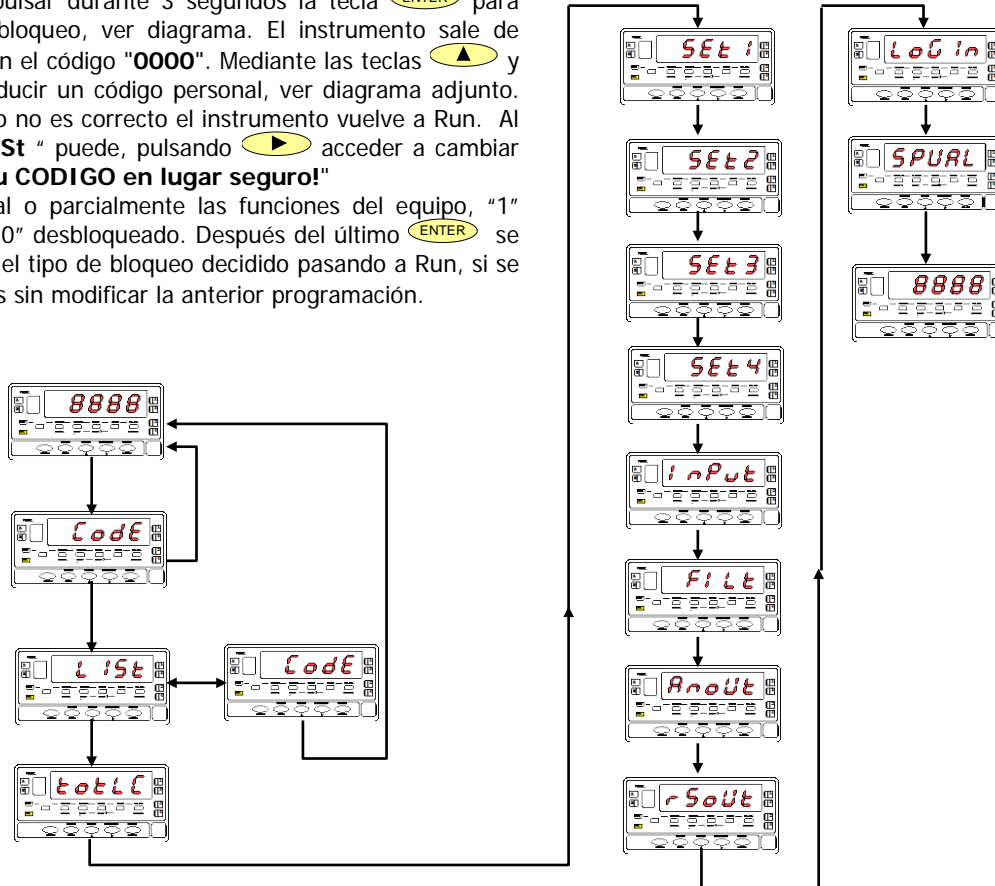 pulsar durante 3 segundos la tecla ENTER para
bloqueo, ver diagrama. El instrumento sale de
n el código "0000". Mediante las teclas ▲ y
ducir un código personal, ver diagrama adjunto.
o no es correcto el instrumento vuelve a Run. Al
St “ puede, pulsando ► acceder a cambiar
u CODIGO en lugar seguro!"
al o parcialmente las funciones del equipo, “1”
0” desbloqueado. Después del último ENTER se
el tipo de bloqueo decidido pasando a Run, si se
s sin modificar la anterior programación.
8888
CodE
LISt
CodE
totLC
SEt 1
SEt2
SEt3
SEt4
InPut
FILt
AnoUt
rSoUt
LoGIn
SPUAL
8888